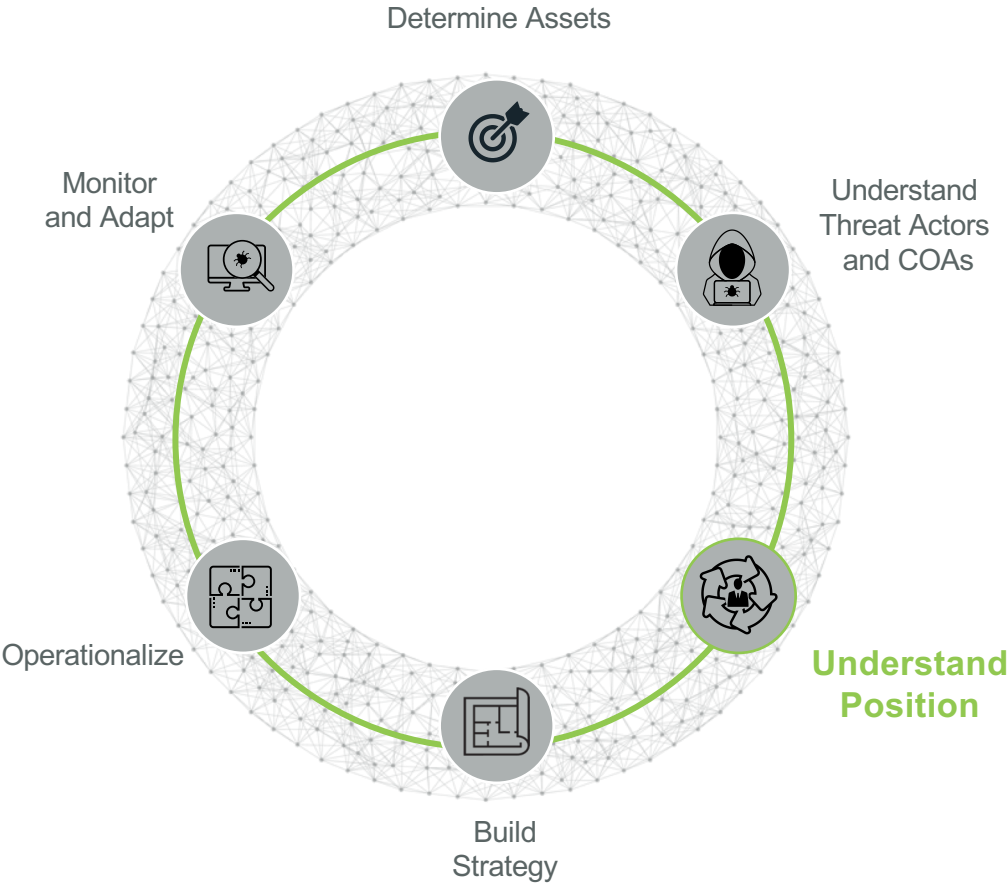 Determine Assets
Understand
Threat Actors
and COAs
Understand
Position
Build
Strategy
Operationalize
Monitor
and Adapt